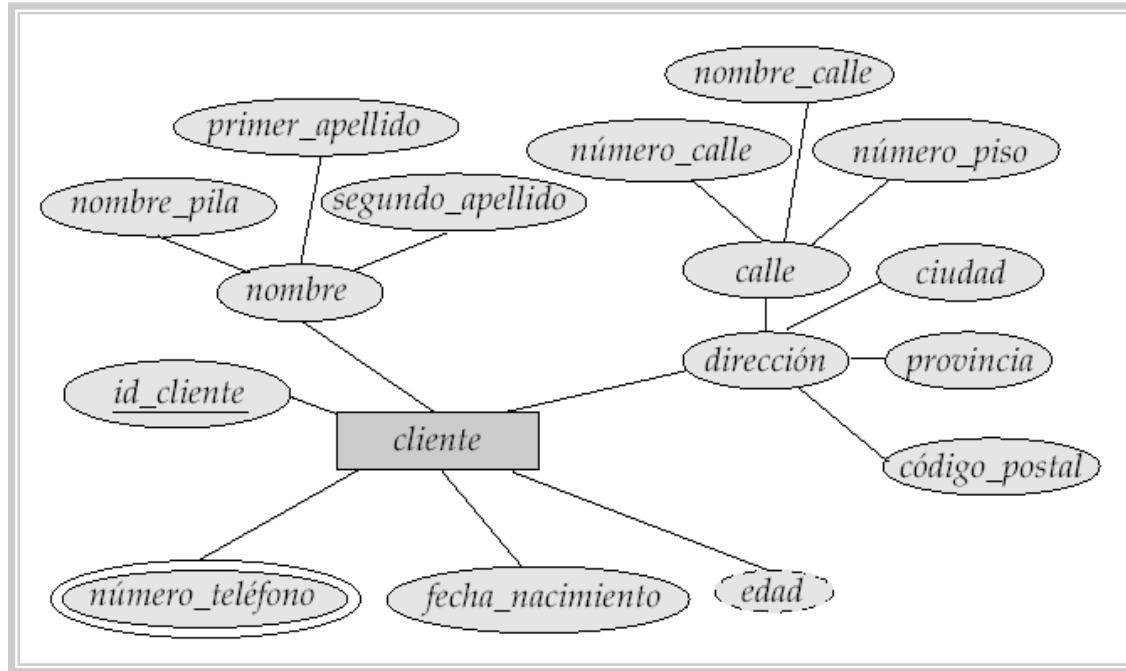 nombre_calle
primer_apellido
número_calle
número_piso
nombre_pila
segundo_apellido
nombre
calle
ciudad
dirección
provincia
id_cliente
cliente
código_postal
número_teléfono
fecha_nacimiento
edad